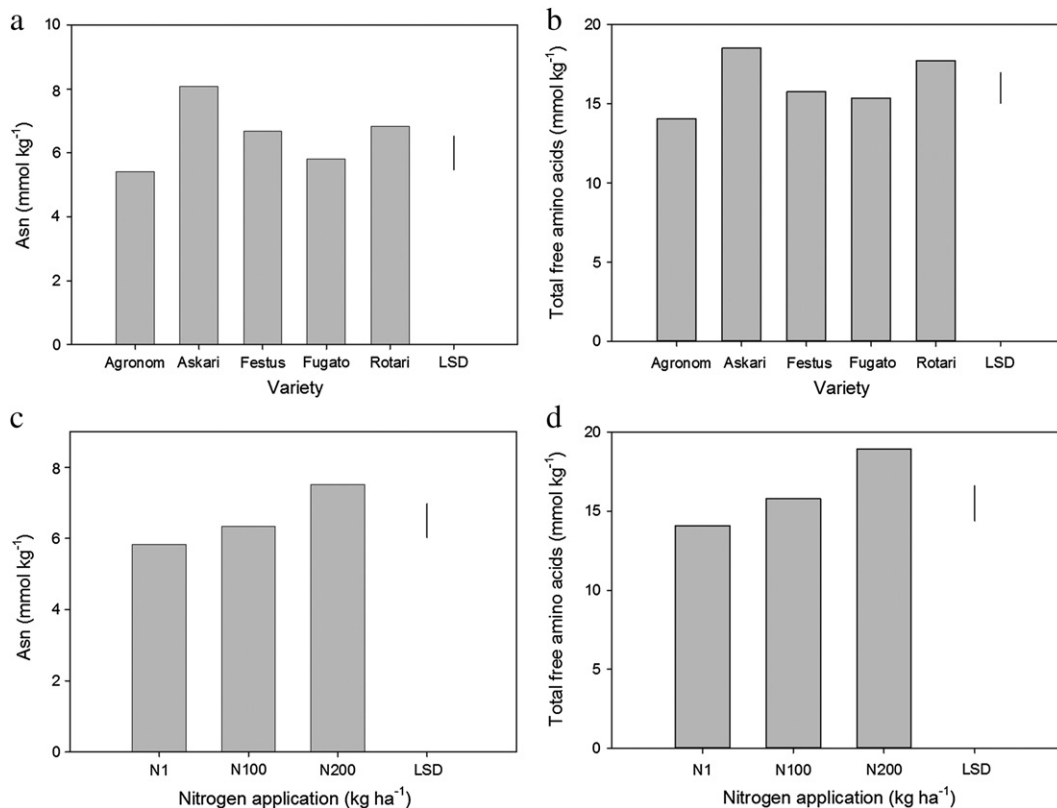 a
Asn (mmol kg⁻¹)
10
8
6
4
2
0
Agronom Askari Festus Fugato Rotari LSD
Variety
b
Total free amino acids (mmol kg⁻¹)
20
15
10
5
0
Agronom Askari Festus Fugato Rotari LSD
Variety
c
Asn (mmol kg⁻¹)
8
6
4
2
0
N1 N100 N200 LSD
Nitrogen application (kg ha⁻¹)
d
Total free amino acids (mmol kg⁻¹)
20
15
10
5
0
N1 N100 N200 LSD
Nitrogen application (kg ha⁻¹)